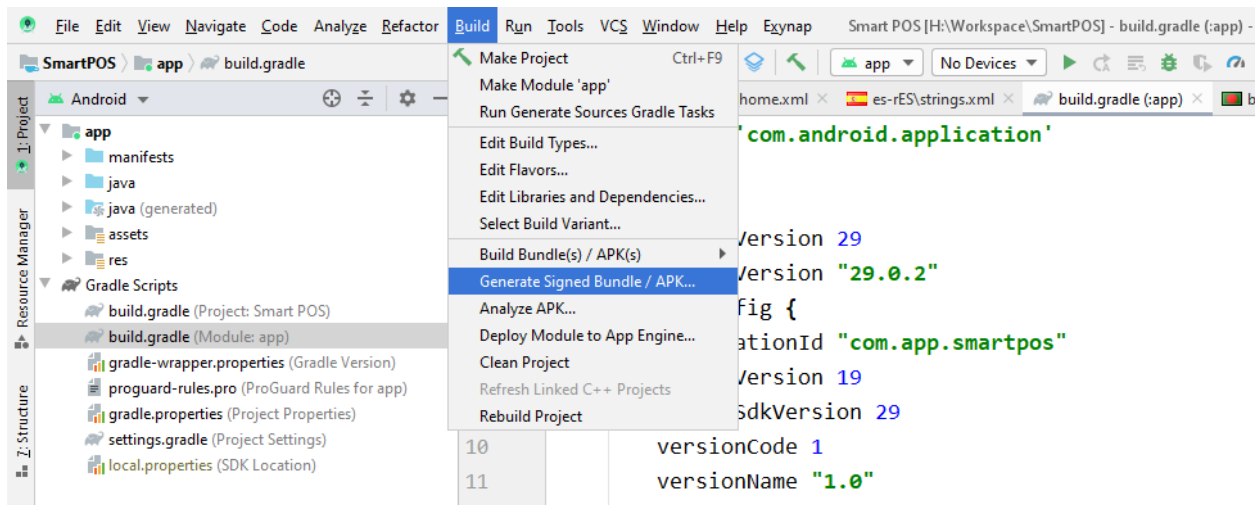 File Edit View Navigate Code Analyze Refactor Build Run Tools VCS Window Help Exynap Smart POS [H:\Workspace\SmartPOS] - build.gradle (:app) -
SmartPOS app build.gradle
app No Devices
Android
home.xml es-rES\strings.xml build.gradle (:app) b
1: Project
Resource Manager
7: Structure
app
manifests
java
java (generated)
assets
res
Gradle Scripts
build.gradle (Project: Smart POS)
build.gradle (Module: app)
gradle-wrapper.properties (Gradle Version)
proguard-rules.pro (ProGuard Rules for app)
gradle.properties (Project Properties)
settings.gradle (Project Settings)
local.properties (SDK Location)
Make Project Ctrl+F9
Make Module 'app'
Run Generate Sources Gradle Tasks
Edit Build Types...
Edit Flavors...
Edit Libraries and Dependencies...
Select Build Variant...
Build Bundle(s) / APK(s)
Generate Signed Bundle / APK...
Analyze APK...
Deploy Module to App Engine...
Clean Project
Refresh Linked C++ Projects
Rebuild Project
'com.android.application'
Version 29
Version "29.0.2"
fig {
ationId "com.app.smartpos"
Version 19
SdkVersion 29
10 versionCode 1
11 versionName "1.0"